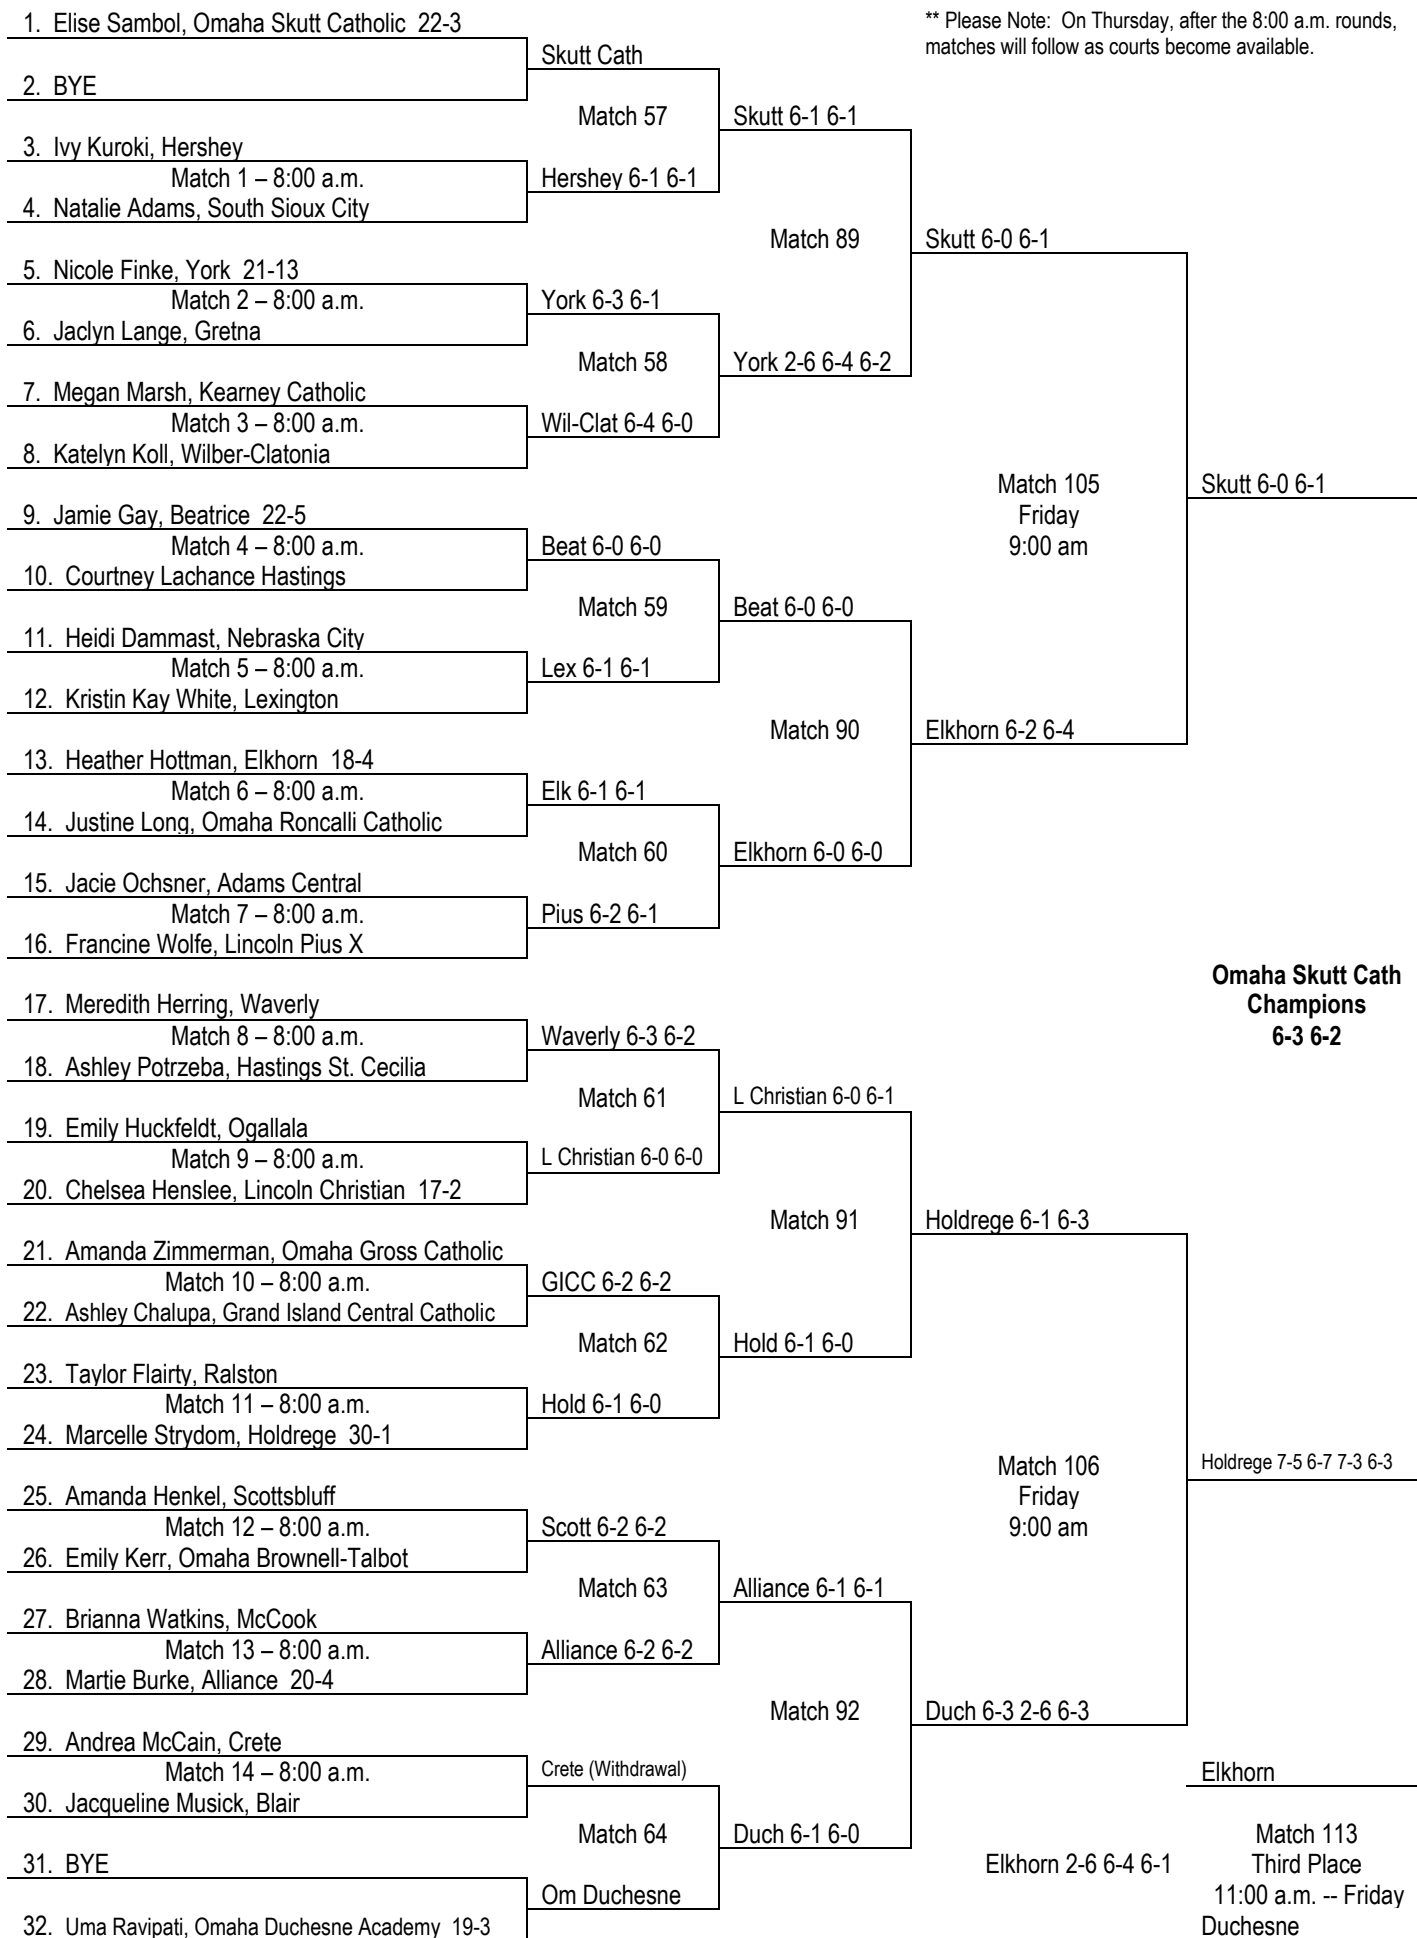 1. Elise Sambol, Omaha Skutt Catholic 22-3
** Please Note: On Thursday, after the 8:00 a.m. rounds,
matches will follow as courts become available.
Skutt Cath
2. BYE
Match 57
Skutt 6-1 6-1
3. Ivy Kuroki, Hershey
Match 1 – 8:00 a.m.
Hershey 6-1 6-1
4. Natalie Adams, South Sioux City
Match 89
Skutt 6-0 6-1
5. Nicole Finke, York 21-13
Match 2 – 8:00 a.m.
York 6-3 6-1
6. Jaclyn Lange, Gretna
Match 58
York 2-6 6-4 6-2
7. Megan Marsh, Kearney Catholic
Match 3 – 8:00 a.m.
Wil-Clat 6-4 6-0
8. Katelyn Koll, Wilber-Clatonia
Match 105
Friday
9:00 am
Skutt 6-0 6-1
9. Jamie Gay, Beatrice 22-5
Match 4 – 8:00 a.m.
Beat 6-0 6-0
10. Courtney Lachance Hastings
Match 59
Beat 6-0 6-0
11. Heidi Dammast, Nebraska City
Match 5 – 8:00 a.m.
Lex 6-1 6-1
12. Kristin Kay White, Lexington
Match 90
Elkhorn 6-2 6-4
13. Heather Hottman, Elkhorn 18-4
Match 6 – 8:00 a.m.
Elk 6-1 6-1
14. Justine Long, Omaha Roncalli Catholic
Match 60
Elkhorn 6-0 6-0
15. Jacie Ochsner, Adams Central
Match 7 – 8:00 a.m.
Pius 6-2 6-1
16. Francine Wolfe, Lincoln Pius X
Omaha Skutt Cath
Champions
6-3 6-2
17. Meredith Herring, Waverly
Match 8 – 8:00 a.m.
Waverly 6-3 6-2
18. Ashley Potrzeba, Hastings St. Cecilia
Match 61
L Christian 6-0 6-1
19. Emily Huckfeldt, Ogallala
Match 9 – 8:00 a.m.
L Christian 6-0 6-0
20. Chelsea Henslee, Lincoln Christian 17-2
Match 91
Holdrege 6-1 6-3
21. Amanda Zimmerman, Omaha Gross Catholic
Match 10 – 8:00 a.m.
GICC 6-2 6-2
22. Ashley Chalupa, Grand Island Central Catholic
Match 62
Hold 6-1 6-0
23. Taylor Flairty, Ralston
Match 11 – 8:00 a.m.
Hold 6-1 6-0
24. Marcelle Strydom, Holdrege 30-1
Match 106
Friday
9:00 am
Holdrege 7-5 6-7 7-3 6-3
25. Amanda Henkel, Scottsbluff
Match 12 – 8:00 a.m.
Scott 6-2 6-2
26. Emily Kerr, Omaha Brownell-Talbot
Match 63
Alliance 6-1 6-1
27. Brianna Watkins, McCook
Match 13 – 8:00 a.m.
Alliance 6-2 6-2
28. Martie Burke, Alliance 20-4
Match 92
Duch 6-3 2-6 6-3
29. Andrea McCain, Crete
Match 14 – 8:00 a.m.
Crete (Withdrawal)
Elkhorn
30. Jacqueline Musick, Blair
Match 64
Duch 6-1 6-0
Match 113
31. BYE
Elkhorn 2-6 6-4 6-1
Third Place
Om Duchesne
11:00 a.m. -- Friday
32. Uma Ravipati, Omaha Duchesne Academy 19-3
Duchesne